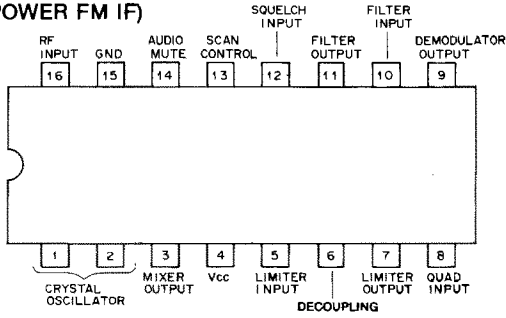 POWER FM IF)
SQUELCH INPUT
FILTER INPUT
RF INPUT
GND
AUDIO MUTE
SCAN CONTROL
FILTER OUTPUT
DEMODULATOR OUTPUT
16 15 14 13 12 11 10 9
1 2 3 4 5 6 7 8
CRYSTAL OSCILLATOR
MIXER OUTPUT
Vcc
LIMITER INPUT
DECOUPLING
LIMITER OUTPUT
QUAD INPUT